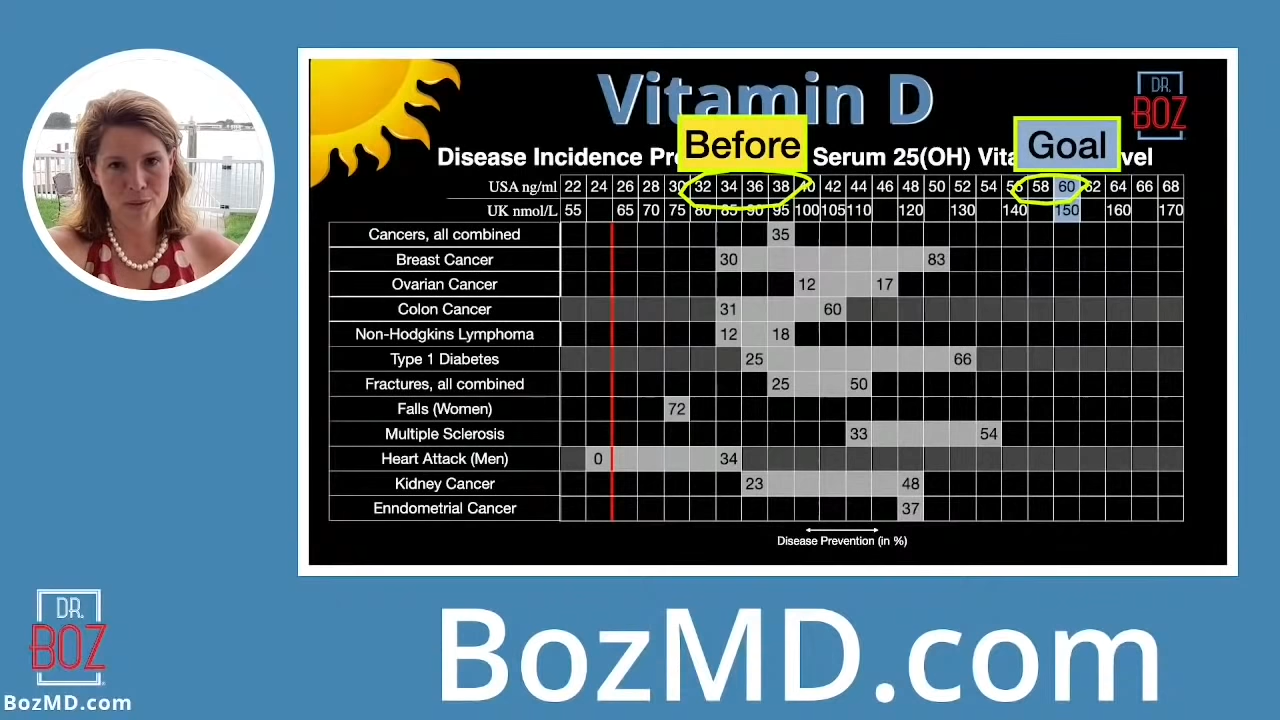 Vitamin D
DR.
BOZ
Before
Goal
Disease Incidence Pre Serum 25(OH) Vita vel
USA ng/ml 22 24 26 28 30 32 34 36 38 40 42 44 46 48 50 52 54 56 58 60 62 64 66 68
UK nmol/L 55 65 70 75 80 85 90 95 100 105 110 120 130 140 150 160 170
Cancers, all combined 35
Breast Cancer 30 83
Ovarian Cancer 12 17
Colon Cancer 31 60
Non-Hodgkins Lymphoma 12 18
Type 1 Diabetes 25 66
Fractures, all combined 25 50
Falls (Women) 72
Multiple Sclerosis 33 54
Heart Attack (Men) 0 34
Kidney Cancer 23 48
Enndometrial Cancer 37
Disease Prevention (in %)
DR.
BOZ
BozMD.com
BozMD.com